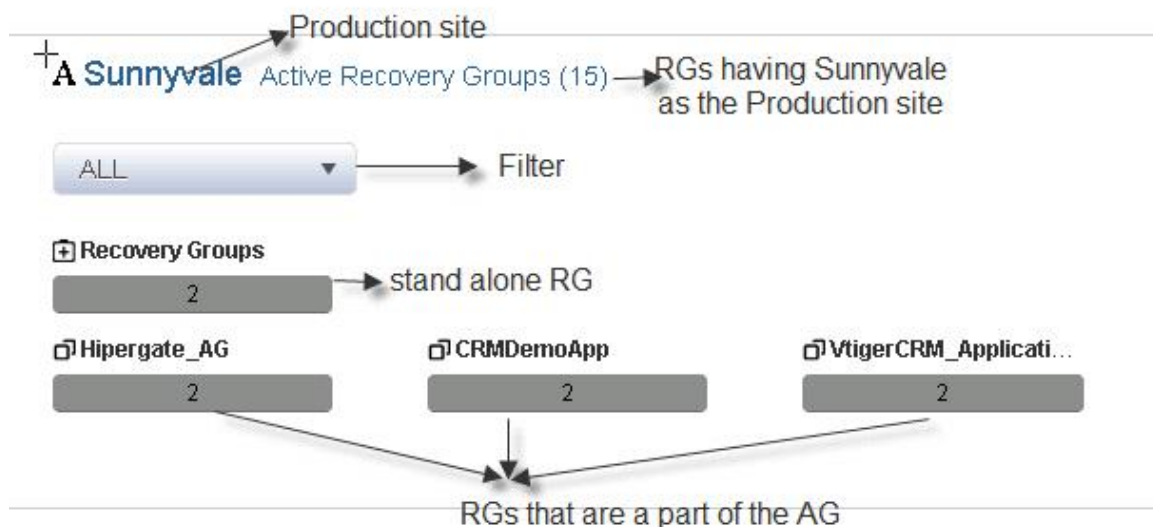 Production site
A Sunnyvale Active Recovery Groups (15)
RGs having Sunnyvale
as the Production site
ALL
Filter
Recovery Groups
2
stand alone RG
Hipergate_AG
CRMDemoApp
VtigerCRM_Applicati...
2
2
2
RGs that are a part of the AG